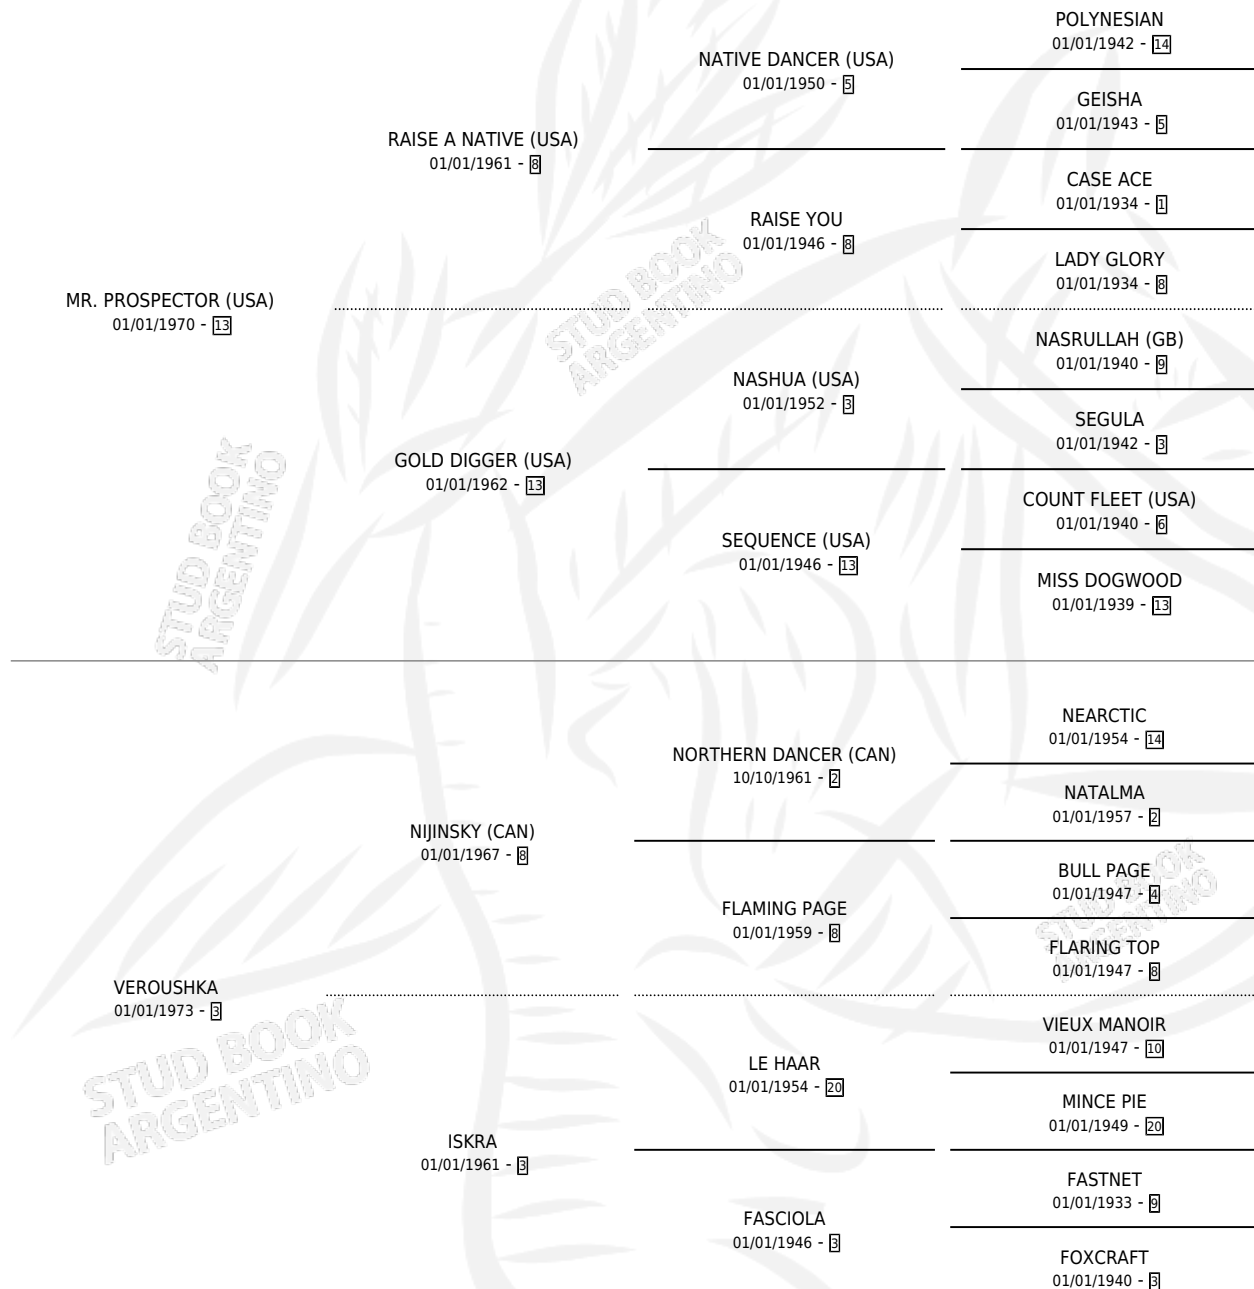 POLYNESIAN
01/01/1942 - 14
NATIVE DANCER (USA)
01/01/1950 - 5
GEISHA
01/01/1943 - 5
RAISE A NATIVE (USA)
01/01/1961 - 8
CASE ACE
01/01/1934 - 1
RAISE YOU
01/01/1946 - 8
LADY GLORY
01/01/1934 - 8
MR. PROSPECTOR (USA)
01/01/1970 - 13
NASRULLAH (GB)
01/01/1940 - 9
NASHUA (USA)
01/01/1952 - 3
SEGULA
01/01/1942 - 3
GOLD DIGGER (USA)
01/01/1962 - 13
COUNT FLEET (USA)
01/01/1940 - 6
SEQUENCE (USA)
01/01/1946 - 13
MISS DOGWOOD
01/01/1939 - 13
NEARCTIC
01/01/1954 - 14
NORTHERN DANCER (CAN)
10/10/1961 - 2
NATALMA
01/01/1957 - 2
NIJINSKY (CAN)
01/01/1967 - 8
BULL PAGE
01/01/1947 - 4
FLAMING PAGE
01/01/1959 - 8
FLARING TOP
01/01/1947 - 8
VEROUSHKA
01/01/1973 - 3
VIEUX MANOIR
01/01/1947 - 10
LE HAAR
01/01/1954 - 20
MINCE PIE
01/01/1949 - 20
ISKRA
01/01/1961 - 3
FASTNET
01/01/1933 - 9
FASCIOLA
01/01/1946 - 3
FOXCRAFT
01/01/1940 - 3
STUD BOOK
ARGENTINO
STUD BOOK
ARGENTINO
STUD BOOK
ARGENTINO
STUD BOOK
ARGENTINO